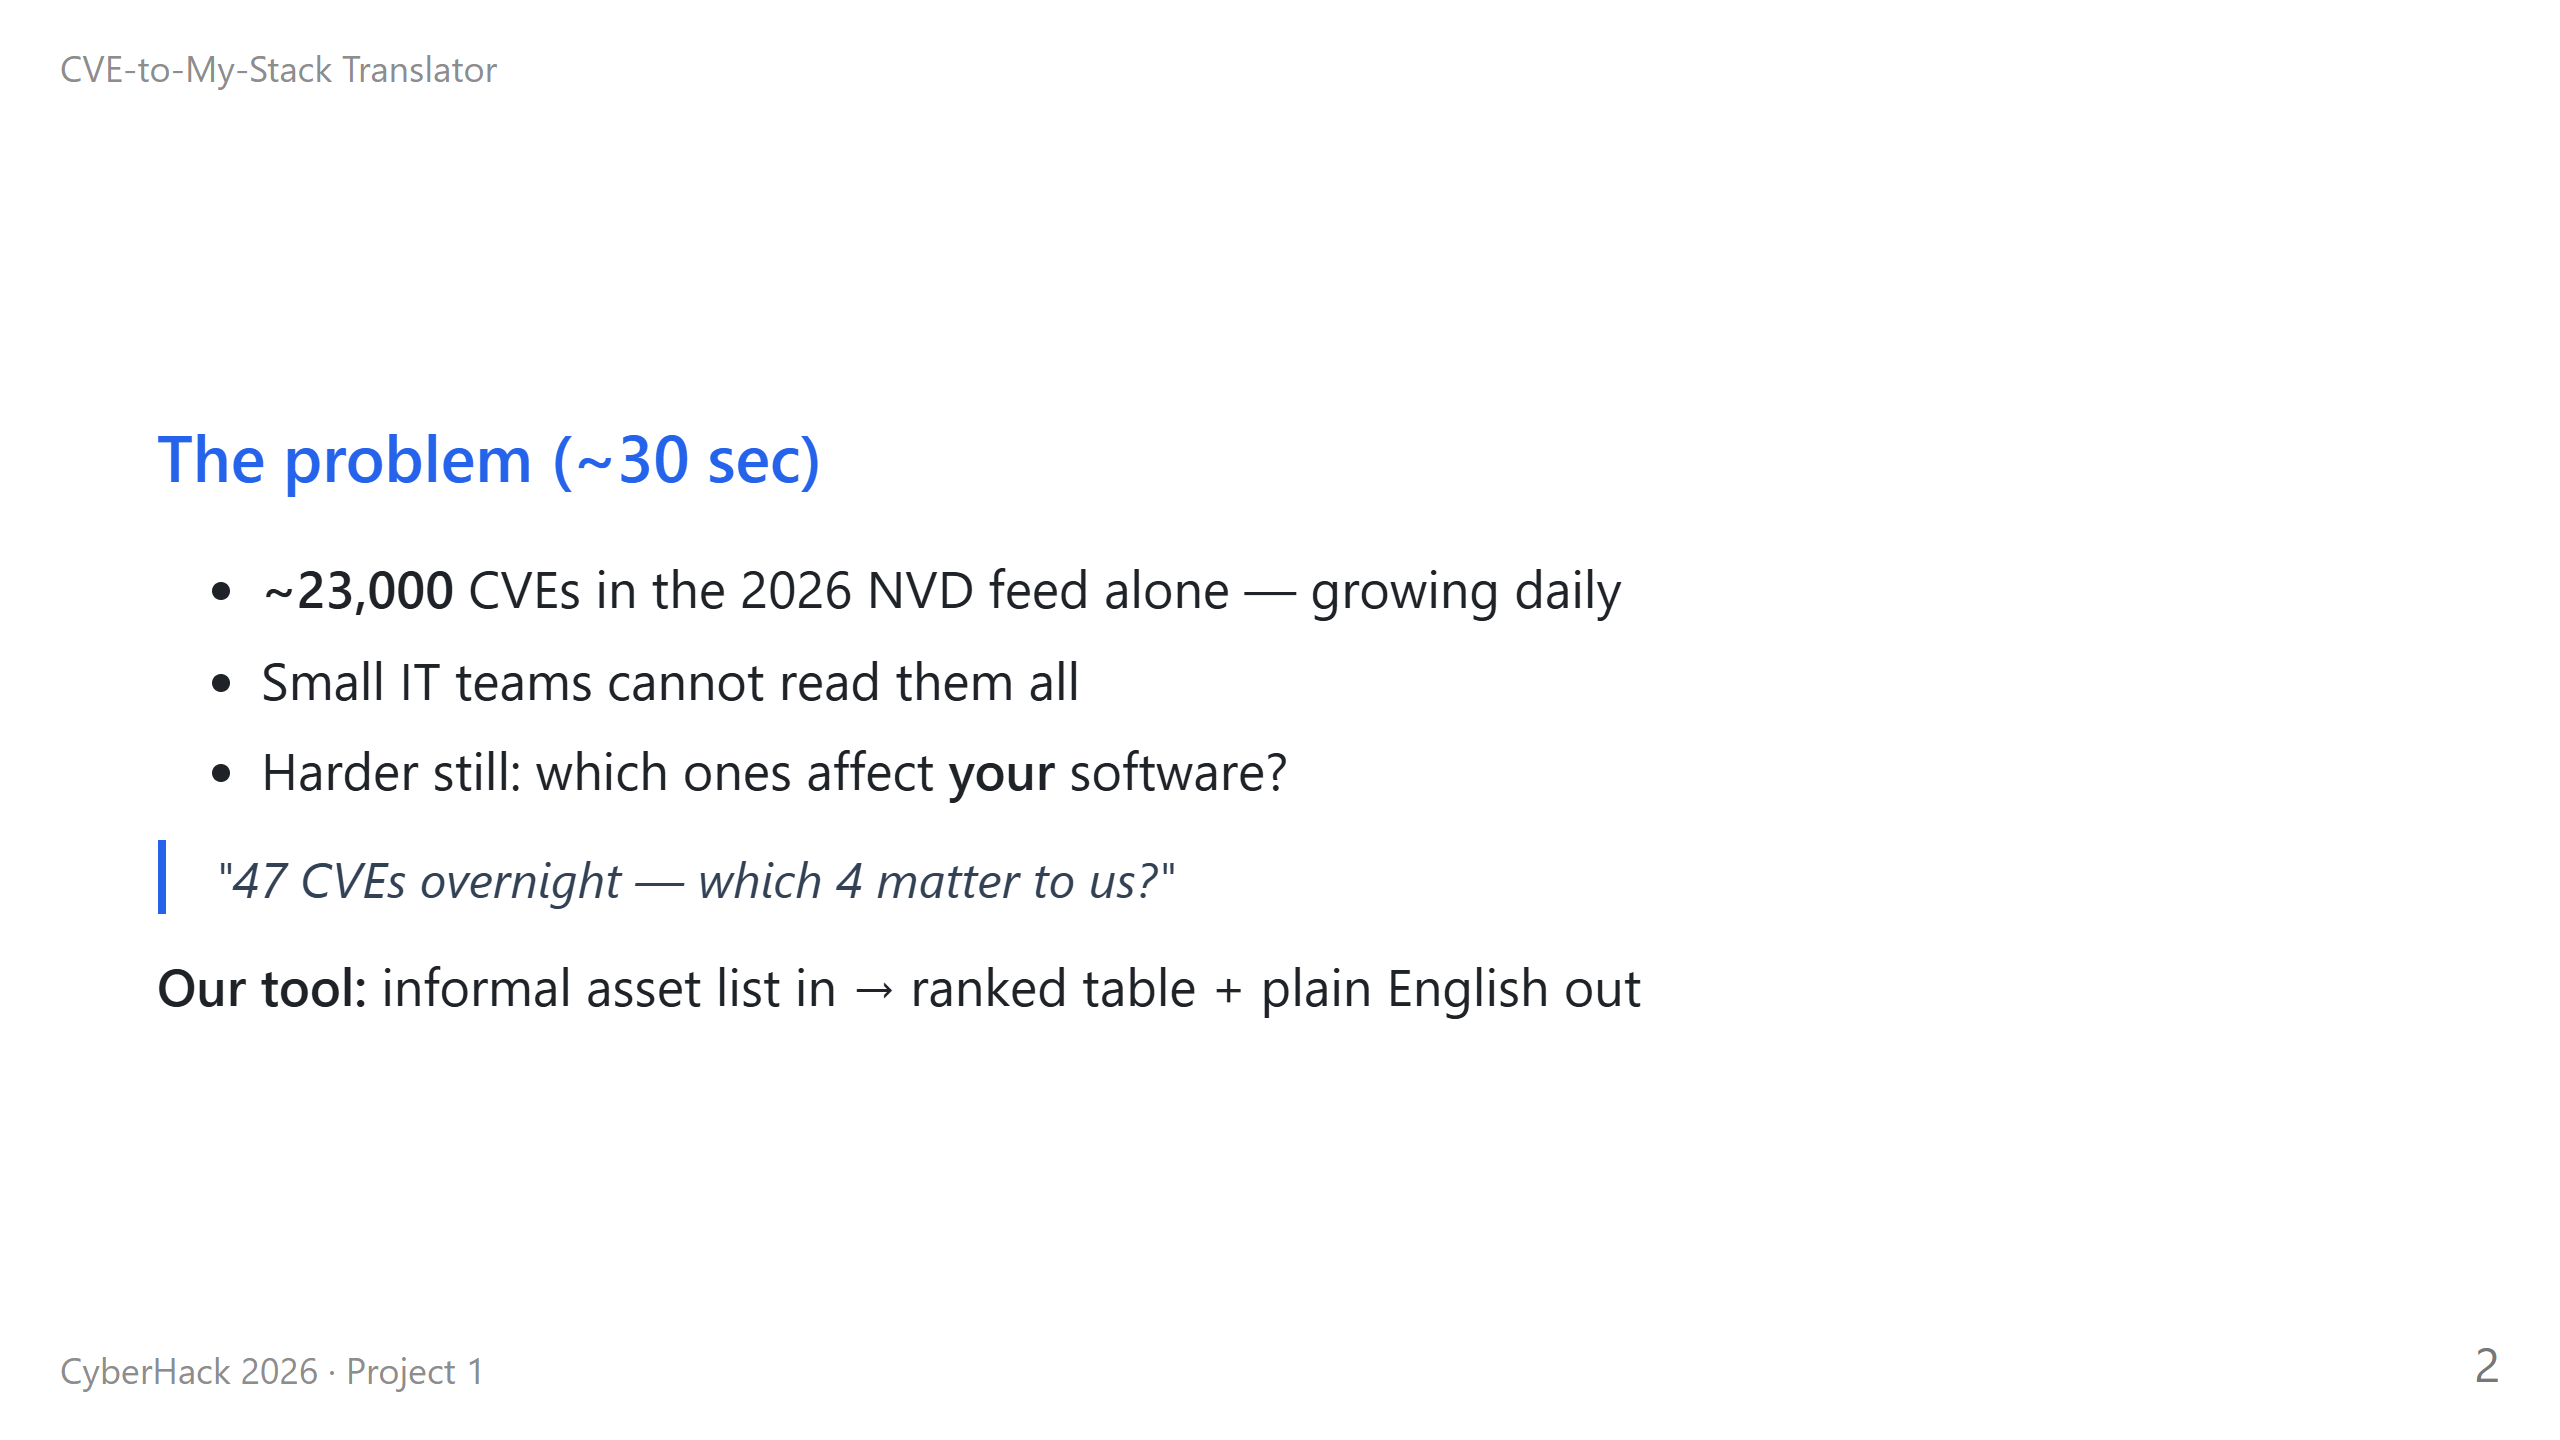 CVE-to-My-Stack Translator
The problem (~30 sec)
• ~23,000 CVEs in the 2026 NVD feed alone — growing daily
• Small IT teams cannot read them all
• Harder still: which ones affect your software?
"47 CVEs overnight — which 4 matter to us?"
Our tool: informal asset list in → ranked table + plain English out
CyberHack 2026 · Project 1
2